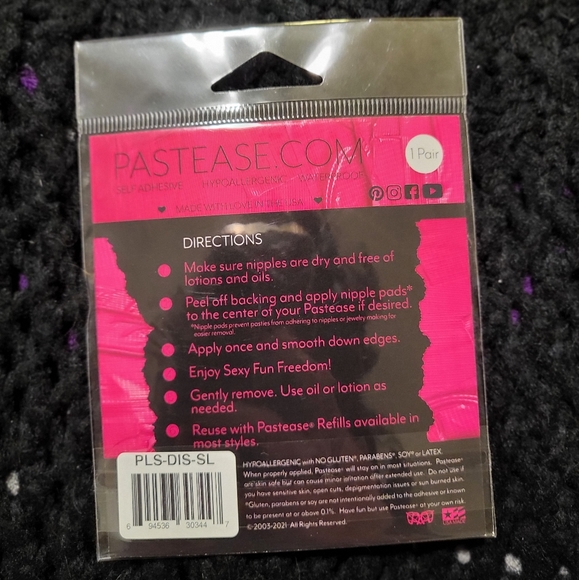 PASTEASE.COM
1 Pair
SELF ADHESIVE HYPOALLERGENIC WATERPROOF
MADE WITH LOVE IN THE USA
DIRECTIONS
Make sure nipples are dry and free of
lotions and oils.
Peel off backing and apply nipple pads*
to the center of your Pastease if desired.
*Nipple pads prevent pasties from adhering to nipples or jewelry making for
easier removal.
Apply once and smooth down edges.
Enjoy Sexy Fun Freedom!
Gently remove. Use oil or lotion as
needed.
Reuse with Pastease® Refills available in
most styles.
PLS-DIS-SL
6 94536 30344 7
HYPOALLERGENIC with NO GLUTEN*, PARABENS*, SOY* or LATEX.
When properly applied, Pastease® will stay on in most situations. Pastease®
are skin safe but can cause minor irritation after extended use. Do not use if
you have sensitive skin, open cuts, depigmentation issues or sun burned skin.
*Gluten, parabens or soy are not intentionally added to the adhesive or known
to be present at or above 0.1%. Have fun but use Pastease® at your own risk.
© 2003-2021 All Rights Reserved.